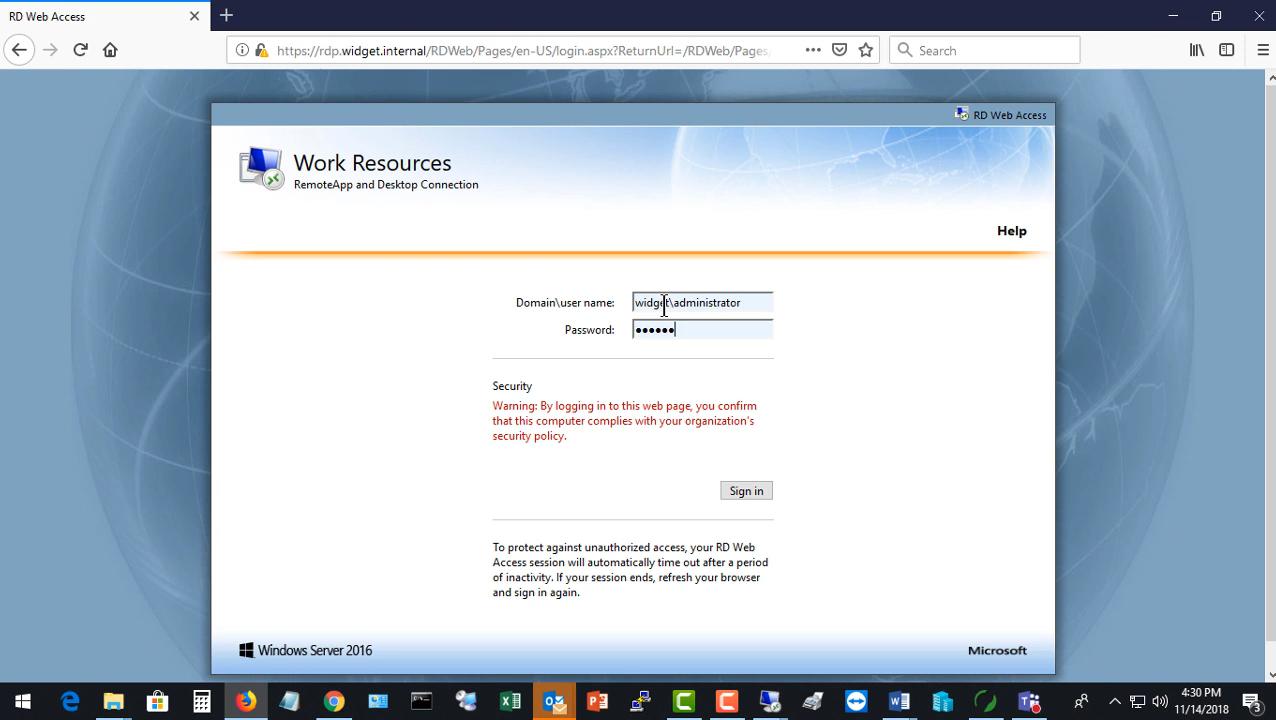 RD Web Access
https://rdp.widget.internal/RDWeb/Pages/en-US/login.aspx?ReturnUrl=/RDWeb/Pages/
Search
RD Web Access
Work Resources
RemoteApp and Desktop Connection
Help
Domain\user name: widget\administrator
Password: ●●●●●●
Security
Warning: By logging in to this web page, you confirm
that this computer complies with your organization's
security policy.
Sign in
To protect against unauthorized access, your RD Web
Access session will automatically time out after a period
of inactivity. If your session ends, refresh your browser
and sign in again.
Windows Server 2016
Microsoft
4:30 PM
11/14/2018
3